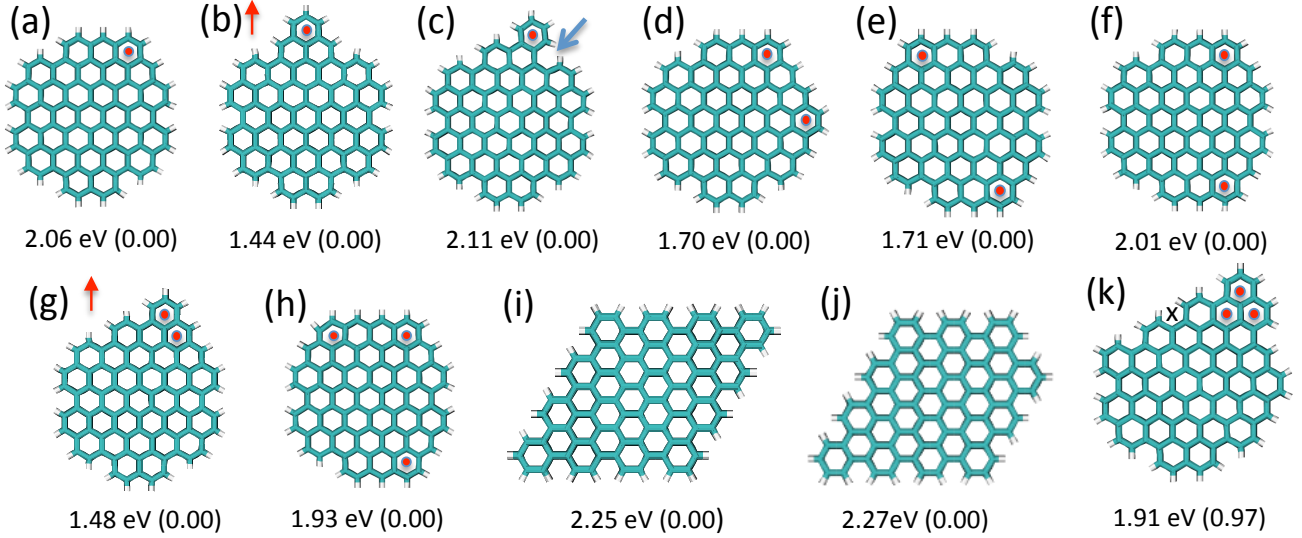 (a) (b) (c) (d) (e) (f)
2.06 eV (0.00) 1.44 eV (0.00) 2.11 eV (0.00) 1.70 eV (0.00) 1.71 eV (0.00) 2.01 eV (0.00)
(g) (h) (i) (j) (k)
x
1.48 eV (0.00) 1.93 eV (0.00) 2.25 eV (0.00) 2.27eV (0.00) 1.91 eV (0.97)